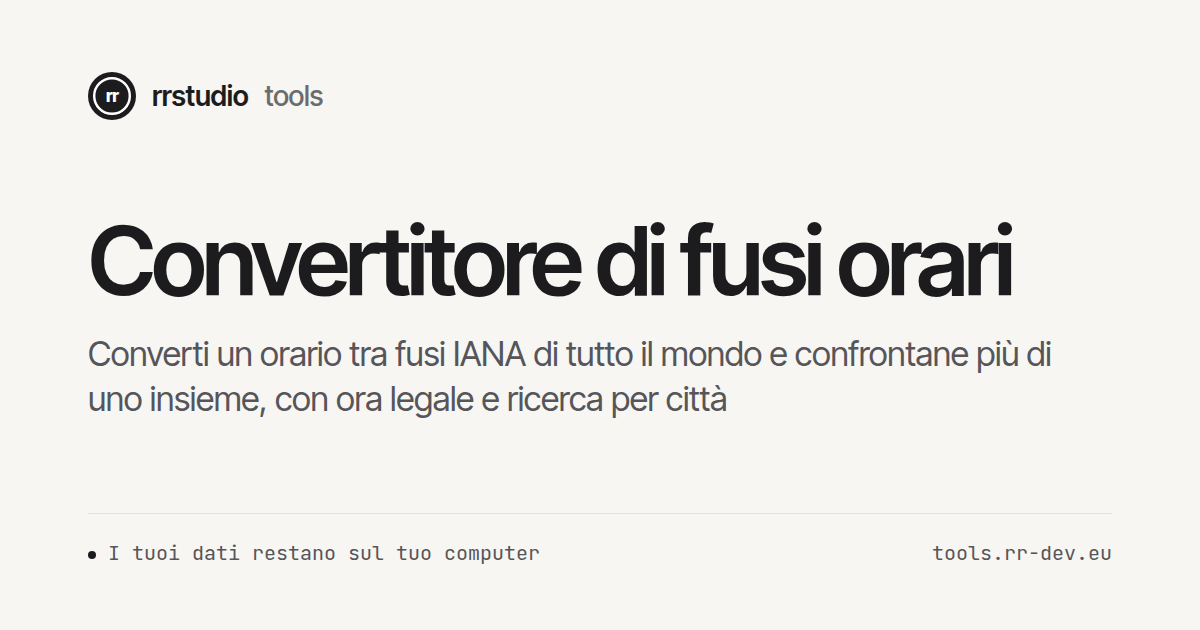 rr rrstudio tools
Convertitore di fusi orari
Converti un orario tra fusi IANA di tutto il mondo e confrontane più di
uno insieme, con ora legale e ricerca per città
I tuoi dati restano sul tuo computer
tools.rr-dev.eu